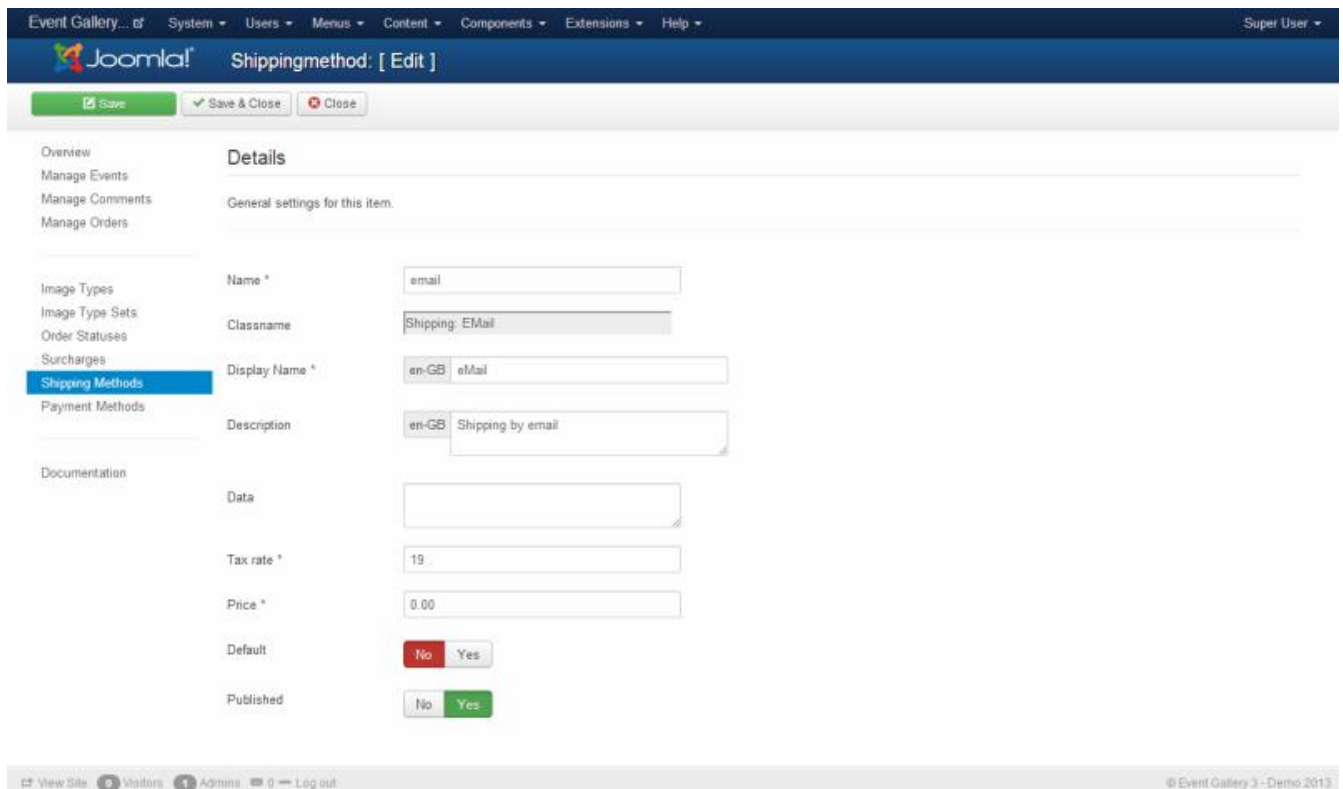 Event Gallery... System Users Menus Content Components Extensions Help Super User
Joomla! Shippingmethod: [ Edit ]
Save Save & Close Close
Overview
Manage Events
Manage Comments
Manage Orders
Image Types
Image Type Sets
Order Statuses
Surcharges
Shipping Methods
Payment Methods
Documentation
Details
General settings for this item.
Name * email
Classname Shipping: EMail
Display Name * en-GB eMail
Description en-GB Shipping by email
Data
Tax rate * 19
Price * 0.00
Default No Yes
Published No Yes
View Site 0 Visitors 1 Admins 0 Log out © Event Gallery 3 - Demo 2013